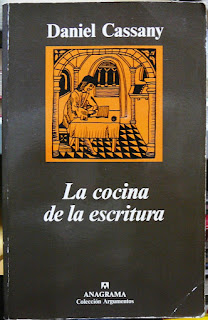 Daniel Cassany
La cocina
de la escritura
ANAGRAMA
Colección Argumentos